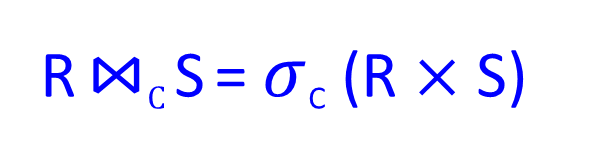 R ⋈C S = σC (R × S)